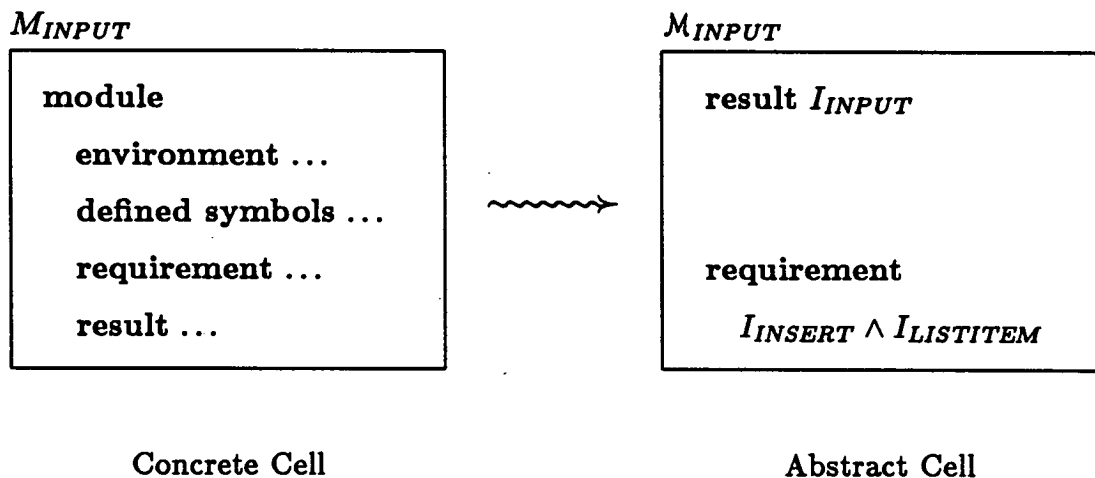 M_INPUT
module
environment ...
defined symbols ...
requirement ...
result ...
Concrete Cell
M_INPUT
result I_INPUT
requirement
I_INSERT ∧ I_LISTITEM
Abstract Cell